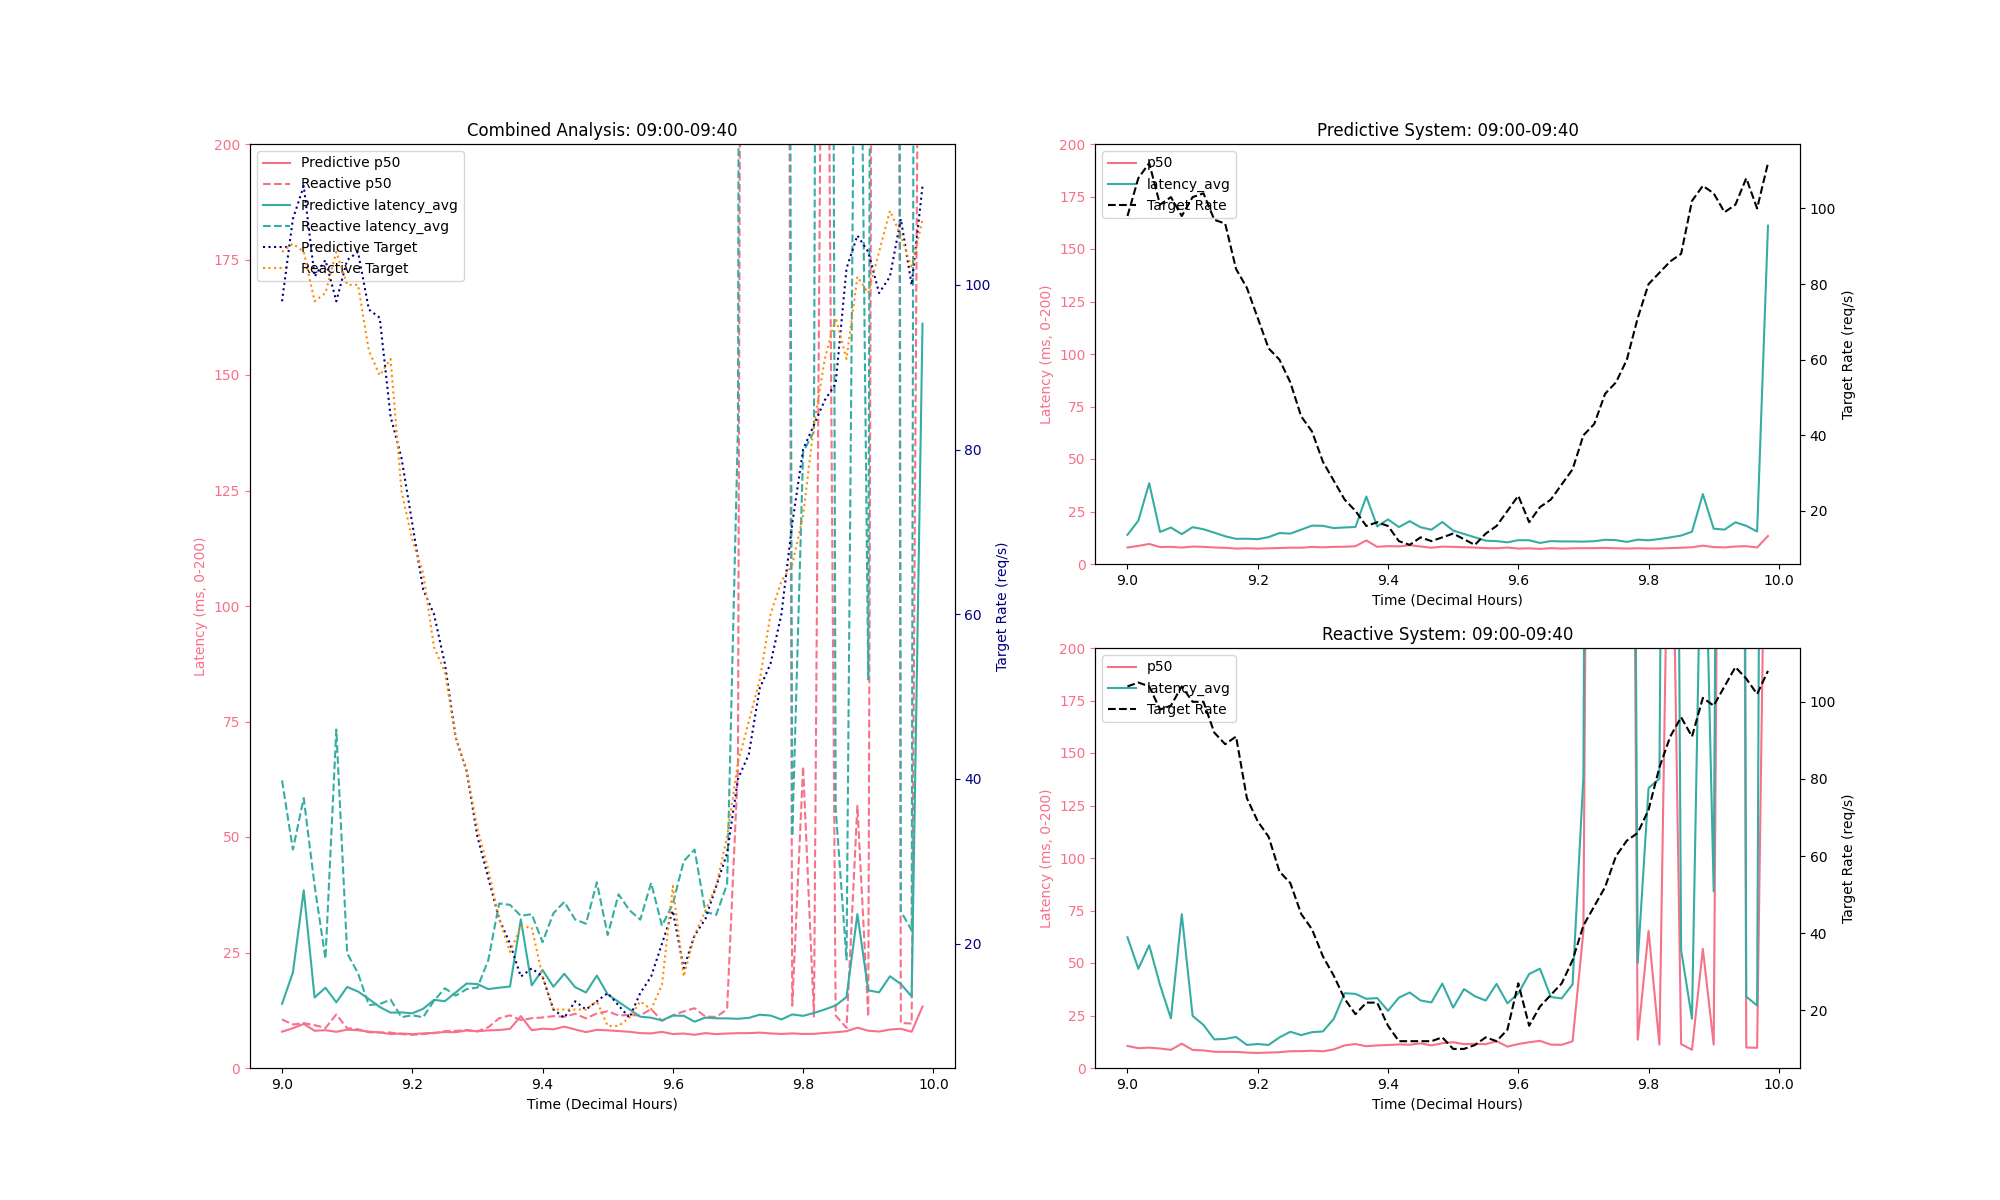 Combined Analysis: 09:00-09:40
Predictive p50
Reactive p50
Predictive latency_avg
Reactive latency_avg
Predictive Target
Reactive Target
200
175
150
125
100
75
50
25
0
Latency (ms, 0-200)
100
80
60
40
20
Target Rate (req/s)
9.0 9.2 9.4 9.6 9.8 10.0
Time (Decimal Hours)
Predictive System: 09:00-09:40
p50
latency_avg
Target Rate
200
175
150
125
100
75
50
25
0
Latency (ms, 0-200)
100
80
60
40
20
Target Rate (req/s)
9.0 9.2 9.4 9.6 9.8 10.0
Time (Decimal Hours)
Reactive System: 09:00-09:40
p50
latency_avg
Target Rate
200
175
150
125
100
75
50
25
0
Latency (ms, 0-200)
100
80
60
40
20
Target Rate (req/s)
9.0 9.2 9.4 9.6 9.8 10.0
Time (Decimal Hours)